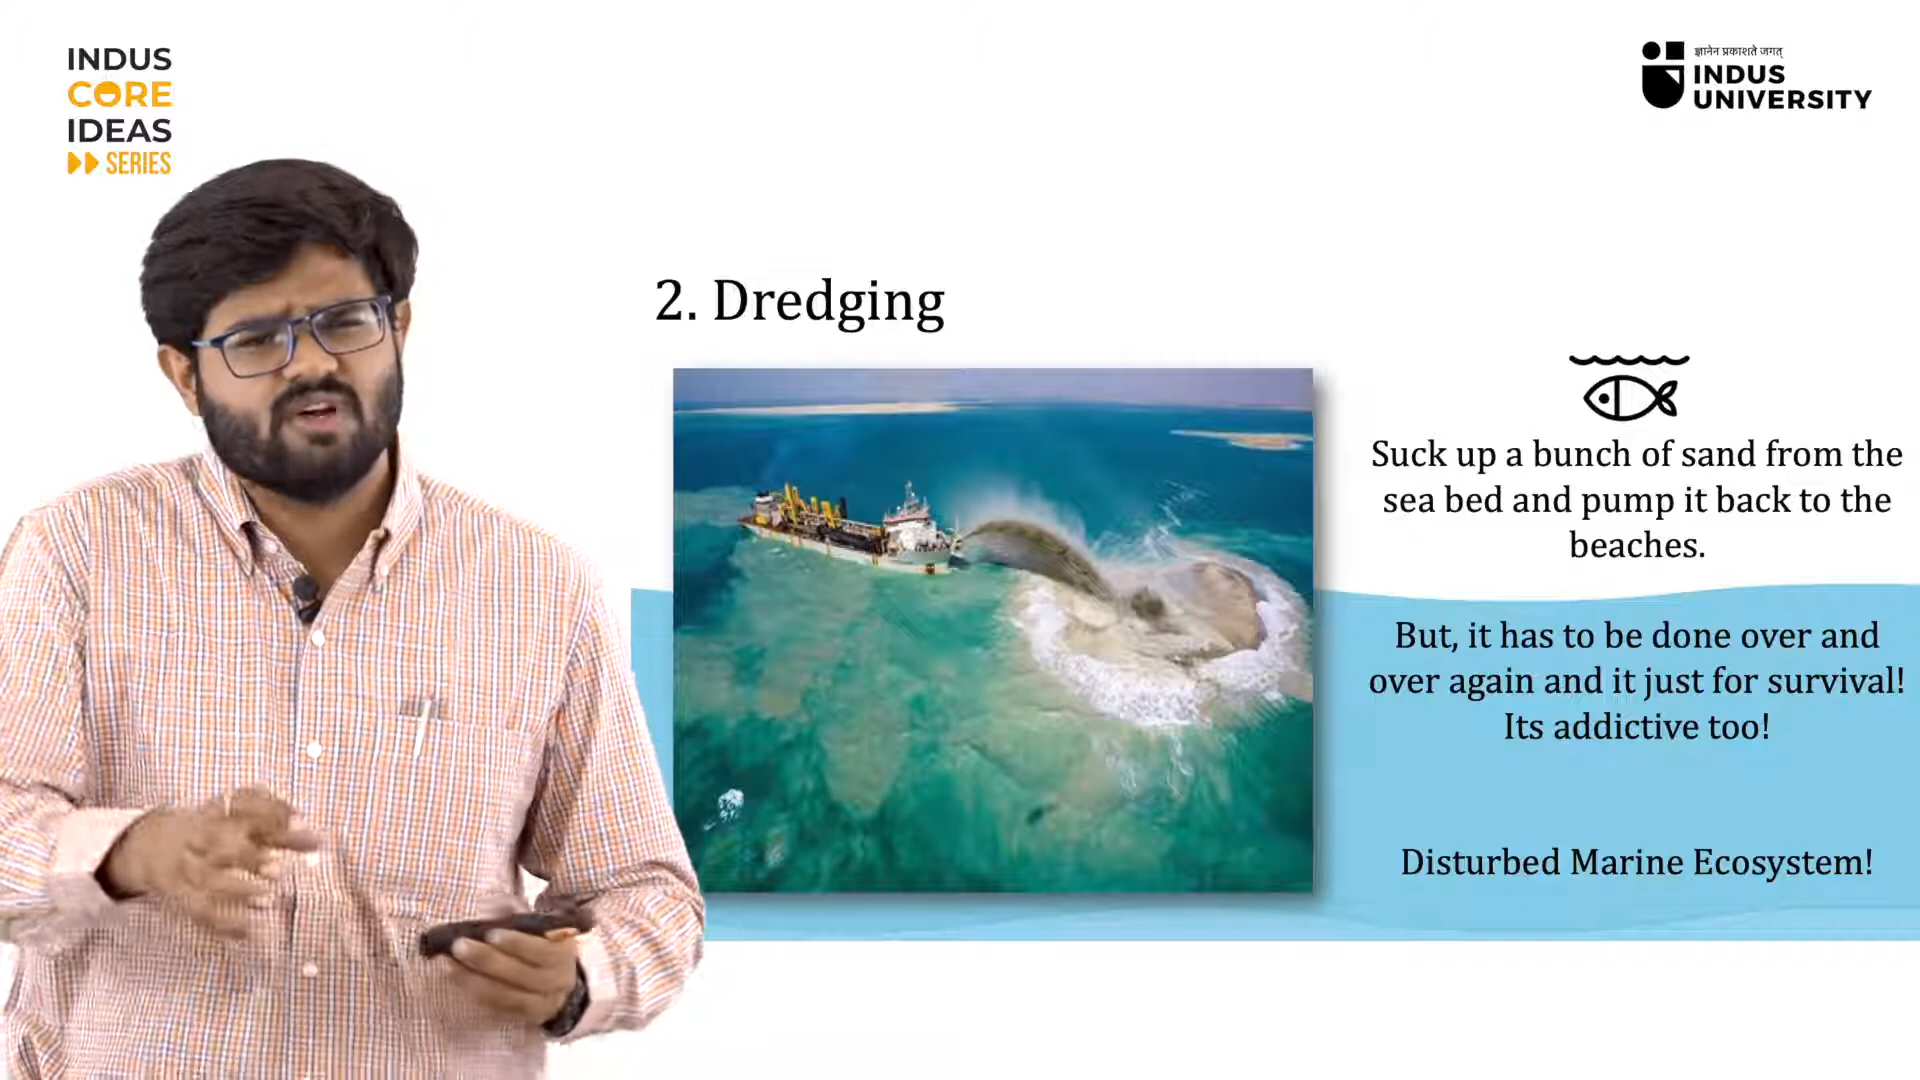 INDUS
CORE
IDEAS
SERIES
ज्ञानेन प्रकाशते जगत्
INDUS
UNIVERSITY
2. Dredging
Suck up a bunch of sand from the
sea bed and pump it back to the
beaches.
But, it has to be done over and
over again and it just for survival!
Its addictive too!
Disturbed Marine Ecosystem!